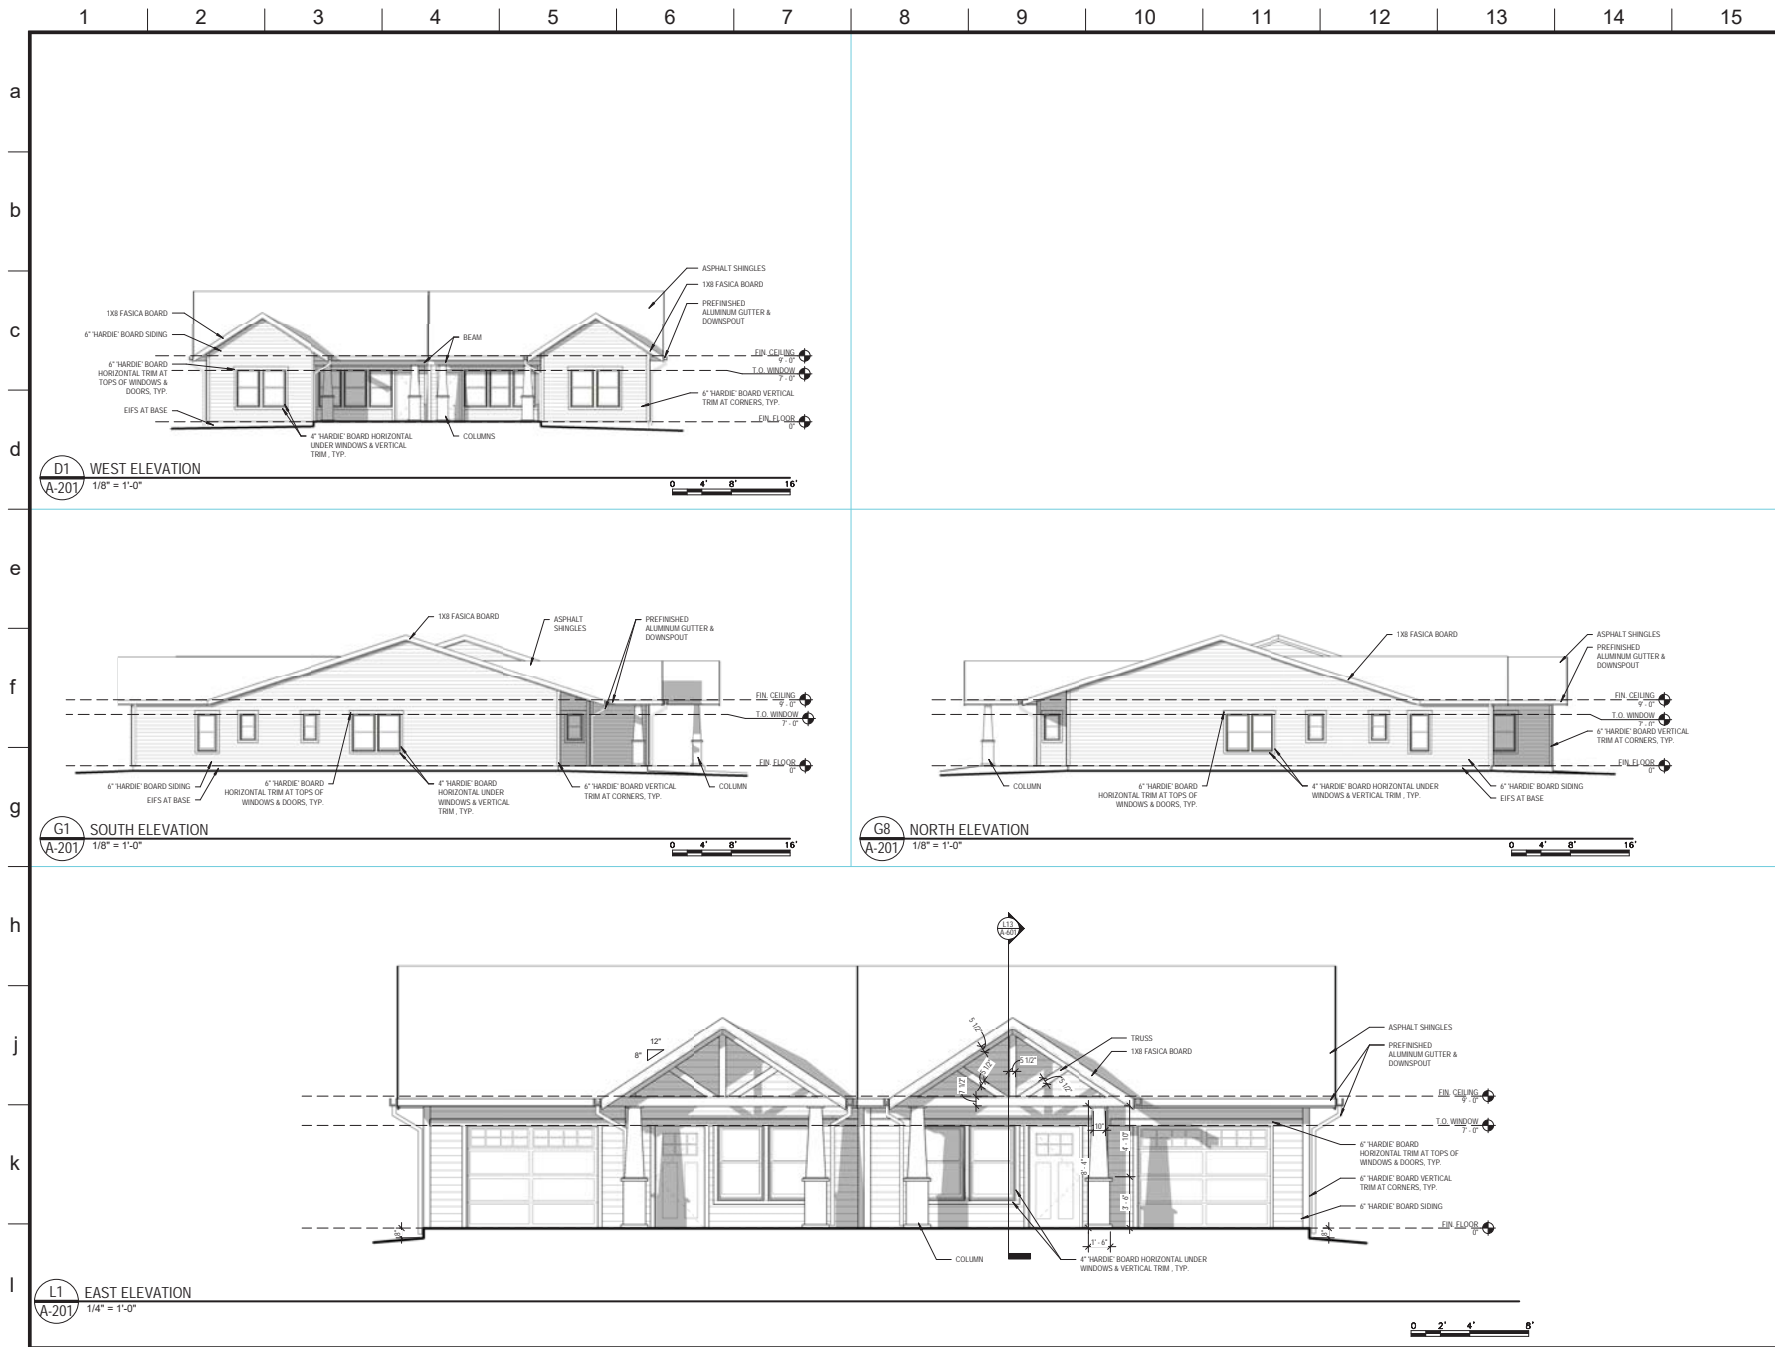 1 2 3 4 5 6 7 8 9 10 11 12 13 14 15
a
b
c
d
e
f
g
h
j
k
l
1X8 FASICA BOARD
6" 'HARDIE' BOARD SIDING
6" 'HARDIE' BOARD
HORIZONTAL TRIM AT
TOPS OF WINDOWS &
DOORS, TYP.
EIFS AT BASE
4" 'HARDIE' BOARD HORIZONTAL
UNDER WINDOWS & VERTICAL
TRIM , TYP.
BEAM
COLUMNS
ASPHALT SHINGLES
1X8 FASICA BOARD
PREFINISHED
ALUMINUM GUTTER &
DOWNSPOUT
FIN. CEILING
9' - 0"
T.O. WINDOW
7' - 0"
6" 'HARDIE' BOARD VERTICAL
TRIM AT CORNERS, TYP.
FIN. FLOOR
0"
D1
A-201
WEST ELEVATION
1/8" = 1'-0"
0 4' 8' 16'
1X8 FASICA BOARD
ASPHALT
SHINGLES
PREFINISHED
ALUMINUM GUTTER &
DOWNSPOUT
FIN. CEILING
9' - 0"
T.O. WINDOW
7' - 0"
FIN. FLOOR
0"
6" 'HARDIE' BOARD SIDING
EIFS AT BASE
6" 'HARDIE' BOARD
HORIZONTAL TRIM AT TOPS OF
WINDOWS & DOORS, TYP.
4" 'HARDIE' BOARD
HORIZONTAL UNDER
WINDOWS & VERTICAL
TRIM , TYP.
6" 'HARDIE' BOARD VERTICAL
TRIM AT CORNERS, TYP.
COLUMN
G1
A-201
SOUTH ELEVATION
1/8" = 1'-0"
0 4' 8' 16'
1X8 FASICA BOARD
ASPHALT SHINGLES
PREFINISHED
ALUMINUM GUTTER &
DOWNSPOUT
FIN. CEILING
9' - 0"
T.O. WINDOW
7' - 0"
6" 'HARDIE' BOARD VERTICAL
TRIM AT CORNERS, TYP.
FIN. FLOOR
0"
COLUMN
6" 'HARDIE' BOARD
HORIZONTAL TRIM AT TOPS OF
WINDOWS & DOORS, TYP.
4" 'HARDIE' BOARD HORIZONTAL UNDER
WINDOWS & VERTICAL TRIM , TYP.
6" 'HARDIE' BOARD SIDING
EIFS AT BASE
G8
A-201
NORTH ELEVATION
1/8" = 1'-0"
0 4' 8' 16'
L13
A-601
12"
8"
5 1/2"
5 1/2"
5 1/2"
5 1/2"
7 1/2"
TRUSS
1X8 FASICA BOARD
ASPHALT SHINGLES
PREFINISHED
ALUMINUM GUTTER &
DOWNSPOUT
FIN. CEILING
9' - 0"
T.O. WINDOW
7' - 0"
10"
4' - 10"
8' - 4"
3' - 6"
1' - 6"
6" 'HARDIE' BOARD
HORIZONTAL TRIM AT TOPS OF
WINDOWS & DOORS, TYP.
6" 'HARDIE' BOARD VERTICAL
TRIM AT CORNERS, TYP.
6" 'HARDIE' BOARD SIDING
FIN. FLOOR
0"
8"
8"
COLUMN
4" 'HARDIE' BOARD HORIZONTAL UNDER
WINDOWS & VERTICAL TRIM , TYP.
L1
A-201
EAST ELEVATION
1/4" = 1'-0"
0 2' 4' 8'